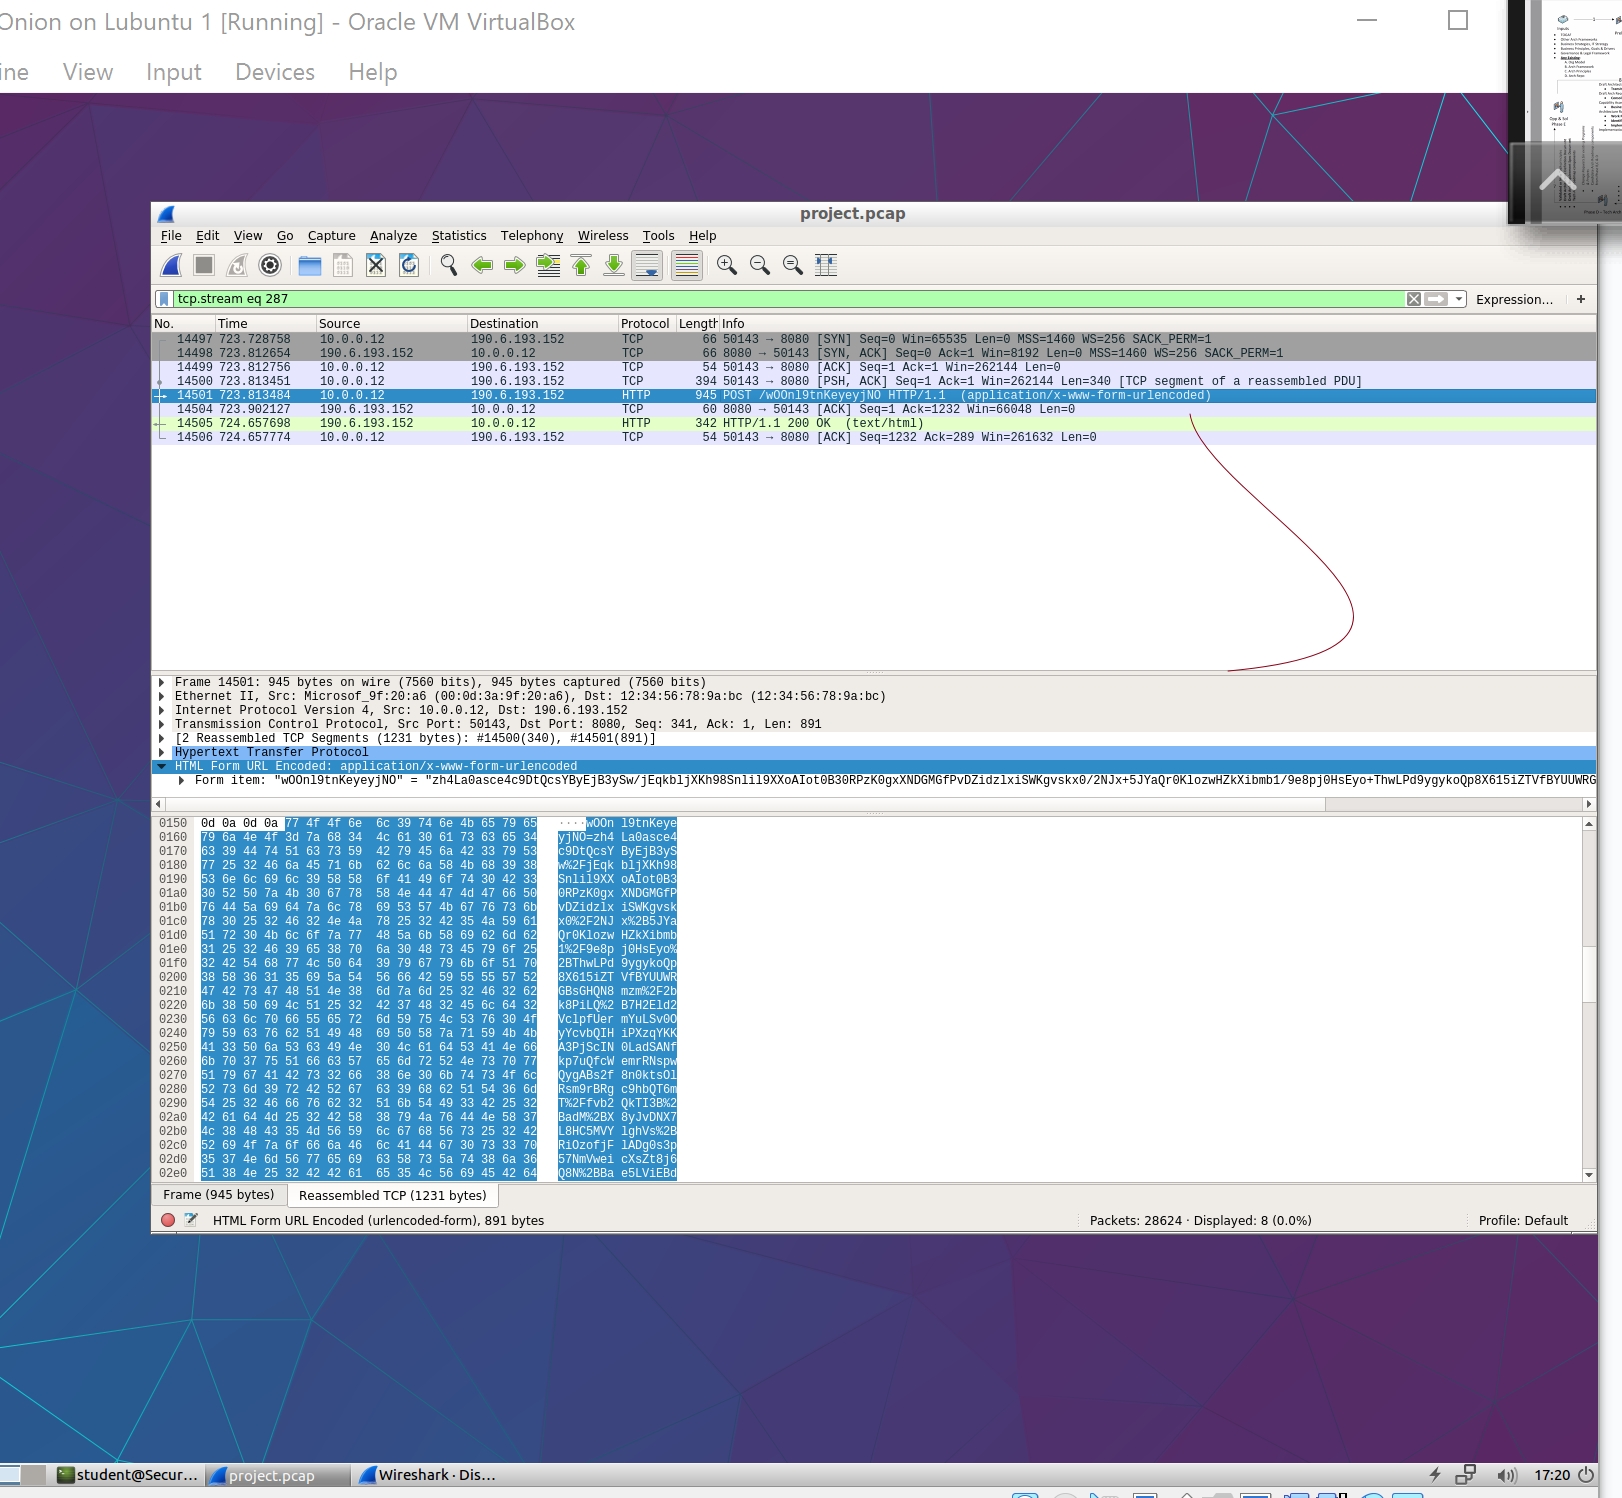 Onion on Lubuntu 1 [Running] - Oracle VM VirtualBox
ine View Input Devices Help
project.pcap
File Edit View Go Capture Analyze Statistics Telephony Wireless Tools Help
tcp.stream eq 287
Expression... +
No. Time Source Destination Protocol Length Info
14497 723.728758 10.0.0.12 190.6.193.152 TCP 66 50143 → 8080 [SYN] Seq=0 Win=65535 Len=0 MSS=1460 WS=256 SACK_PERM=1
14498 723.812654 190.6.193.152 10.0.0.12 TCP 66 8080 → 50143 [SYN, ACK] Seq=0 Ack=1 Win=8192 Len=0 MSS=1460 WS=256 SACK_PERM=1
14499 723.812756 10.0.0.12 190.6.193.152 TCP 54 50143 → 8080 [ACK] Seq=1 Ack=1 Win=262144 Len=0
14500 723.813451 10.0.0.12 190.6.193.152 TCP 394 50143 → 8080 [PSH, ACK] Seq=1 Ack=1 Win=262144 Len=340 [TCP segment of a reassembled PDU]
14501 723.813484 10.0.0.12 190.6.193.152 HTTP 945 POST /wOOnl9tnKeyeyjNO HTTP/1.1 (application/x-www-form-urlencoded)
14504 723.902127 190.6.193.152 10.0.0.12 TCP 60 8080 → 50143 [ACK] Seq=1 Ack=1232 Win=66048 Len=0
14505 724.657698 190.6.193.152 10.0.0.12 HTTP 342 HTTP/1.1 200 OK (text/html)
14506 724.657774 10.0.0.12 190.6.193.152 TCP 54 50143 → 8080 [ACK] Seq=1232 Ack=289 Win=261632 Len=0
Frame 14501: 945 bytes on wire (7560 bits), 945 bytes captured (7560 bits)
Ethernet II, Src: Microsof_9f:20:a6 (00:0d:3a:9f:20:a6), Dst: 12:34:56:78:9a:bc (12:34:56:78:9a:bc)
Internet Protocol Version 4, Src: 10.0.0.12, Dst: 190.6.193.152
Transmission Control Protocol, Src Port: 50143, Dst Port: 8080, Seq: 341, Ack: 1, Len: 891
[2 Reassembled TCP Segments (1231 bytes): #14500(340), #14501(891)]
Hypertext Transfer Protocol
HTML Form URL Encoded: application/x-www-form-urlencoded
Form item: "wOOnl9tnKeyeyjNO" = "zh4La0asce4c9DtQcsYByEjB3ySw/jEqkbljXKh98Snlil9XXoAIot0B30RPzK0gxXNDGMGfPvDZidzlxiSWKgvskx0/2NJx+5JYaQr0KlozwHZkXibmb1/9e8pj0HsEyo+ThwLPd9ygykoQp8X615iZTVfBYUUWRG
0150 0d 0a 0d 0a 77 4f 4f 6e 6c 39 74 6e 4b 65 79 65 ····wOOn l9tnKeye
0160 79 6a 4e 4f 3d 7a 68 34 4c 61 30 61 73 63 65 34 yjNO=zh4 La0asce4
0170 63 39 44 74 51 63 73 59 42 79 45 6a 42 33 79 53 c9DtQcsY ByEjB3yS
0180 77 25 32 46 6a 45 71 6b 62 6c 6a 58 4b 68 39 38 w%2FjEqk bljXKh98
0190 53 6e 6c 69 6c 39 58 58 6f 41 49 6f 74 30 42 33 Snlil9XX oAIot0B3
01a0 30 52 50 7a 4b 30 67 78 58 4e 44 47 4d 47 66 50 0RPzK0gx XNDGMGfP
01b0 76 44 5a 69 64 7a 6c 78 69 53 57 4b 67 76 73 6b vDZidzlx iSWKgvsk
01c0 78 30 25 32 46 32 4e 4a 78 25 32 42 35 4a 59 61 x0%2F2NJ x%2B5JYa
01d0 51 72 30 4b 6c 6f 7a 77 48 5a 6b 58 69 62 6d 62 Qr0Klozw HZkXibmb
01e0 31 25 32 46 39 65 38 70 6a 30 48 73 45 79 6f 25 1%2F9e8p j0HsEyo%
01f0 32 42 54 68 77 4c 50 64 39 79 67 79 6b 6f 51 70 2BThwLPd 9ygykoQp
0200 38 58 36 31 35 69 5a 54 56 66 42 59 55 55 57 52 8X615iZT VfBYUUWR
0210 47 42 73 47 48 51 4e 38 6d 7a 6d 25 32 46 32 62 GBsGHQN8 mzm%2F2b
0220 6b 38 50 69 4c 51 25 32 42 37 48 32 45 6c 64 32 k8PiLQ%2 B7H2Eld2
0230 56 63 6c 70 66 55 65 72 6d 59 75 4c 53 76 30 4f VclpfUer mYuLSv0O
0240 79 59 63 76 62 51 49 48 69 50 58 7a 71 59 4b 4b yYcvbQIH iPXzqYKK
0250 41 33 50 6a 53 63 49 4e 30 4c 61 64 53 41 4e 66 A3PjScIN 0LadSANf
0260 6b 70 37 75 51 66 63 57 65 6d 72 52 4e 73 70 77 kp7uQfcW emrRNspw
0270 51 79 67 41 42 73 32 66 38 6e 30 6b 74 73 4f 6c QygABs2f 8n0ktsOl
0280 52 73 6d 39 72 42 52 67 63 39 68 62 51 54 36 6d Rsm9rBRg c9hbQT6m
0290 54 25 32 46 66 76 62 32 51 6b 54 49 33 42 25 32 T%2Ffvb2 QkTI3B%2
02a0 42 61 64 4d 25 32 42 58 38 79 4a 76 44 4e 58 37 BadM%2BX 8yJvDNX7
02b0 4c 38 48 43 35 4d 56 59 6c 67 68 56 73 25 32 42 L8HC5MVY lghVs%2B
02c0 52 69 4f 7a 6f 66 6a 46 6c 41 44 67 30 73 33 70 RiOzofjF lADg0s3p
02d0 35 37 4e 6d 56 77 65 69 63 58 73 5a 74 38 6a 36 57NmVwei cXsZt8j6
02e0 51 38 4e 25 32 42 42 61 65 35 4c 56 69 45 42 64 Q8N%2BBa e5LViEBd
Frame (945 bytes) Reassembled TCP (1231 bytes)
HTML Form URL Encoded (urlencoded-form), 891 bytes Packets: 28624 · Displayed: 8 (0.0%) Profile: Default
student@Secur... project.pcap Wireshark · Dis... 17:20